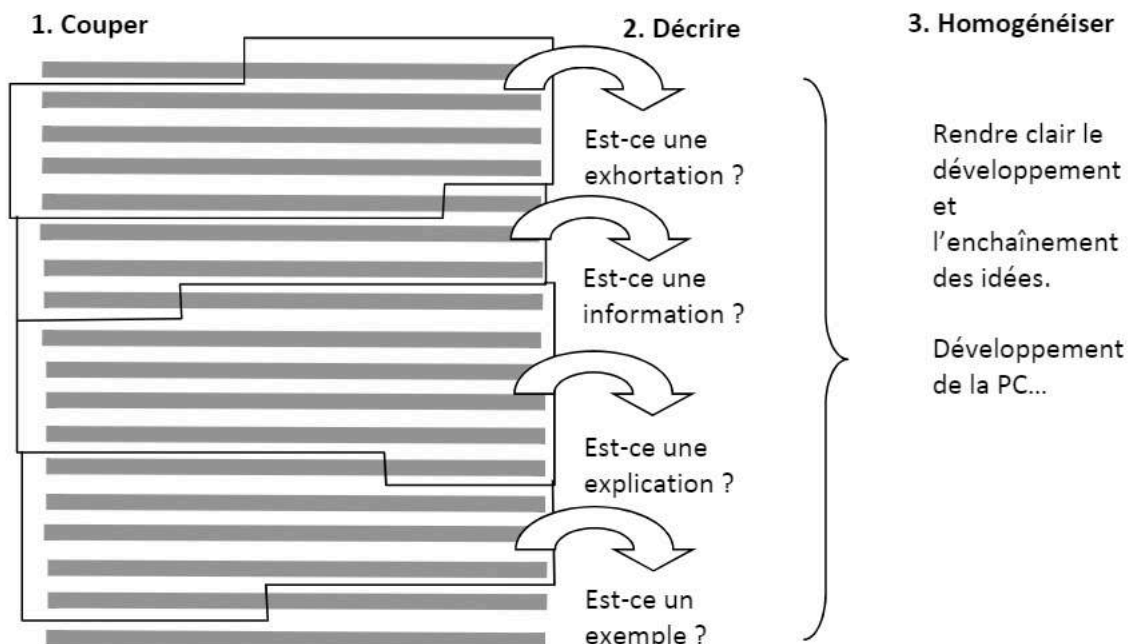 1. Couper
2. Décrire
3. Homogénéiser
Est-ce une
exhortation ?
Est-ce une
information ?
Est-ce une
explication ?
Est-ce un
exemple ?
Rendre clair le
développement
et
l’enchaînement
des idées.
Développement
de la PC...